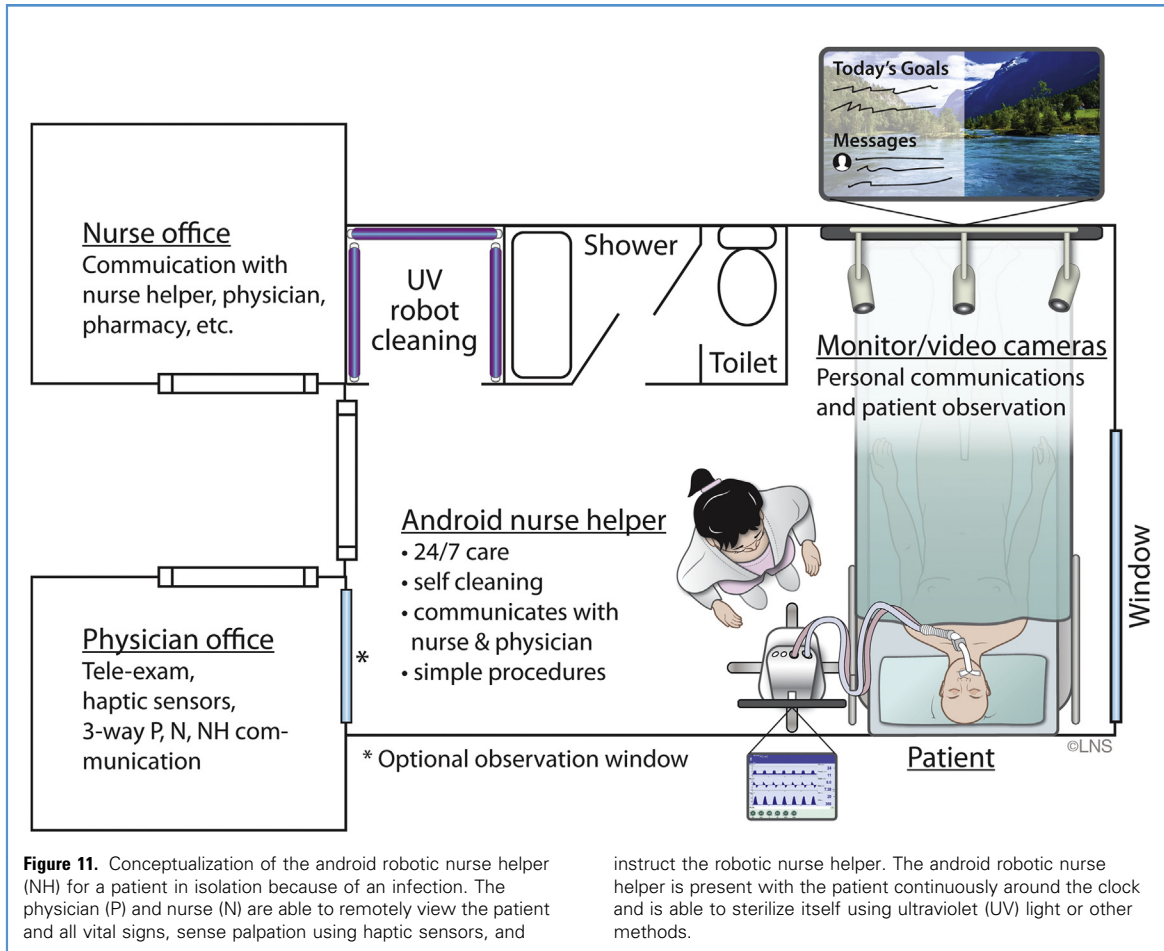 Today's Goals
Messages
Nurse office
Commuication with
nurse helper, physician,
pharmacy, etc.
UV
robot
cleaning
Shower
Toilet
Monitor/video cameras
Personal communications
and patient observation
Android nurse helper
• 24/7 care
• self cleaning
• communicates with
nurse & physician
• simple procedures
Window
Physician office
Tele-exam,
haptic sensors,
3-way P, N, NH com-
munication
*
* Optional observation window
Patient
©LNS
Figure 11. Conceptualization of the android robotic nurse helper
(NH) for a patient in isolation because of an infection. The
physician (P) and nurse (N) are able to remotely view the patient
and all vital signs, sense palpation using haptic sensors, and
instruct the robotic nurse helper. The android robotic nurse
helper is present with the patient continuously around the clock
and is able to sterilize itself using ultraviolet (UV) light or other
methods.